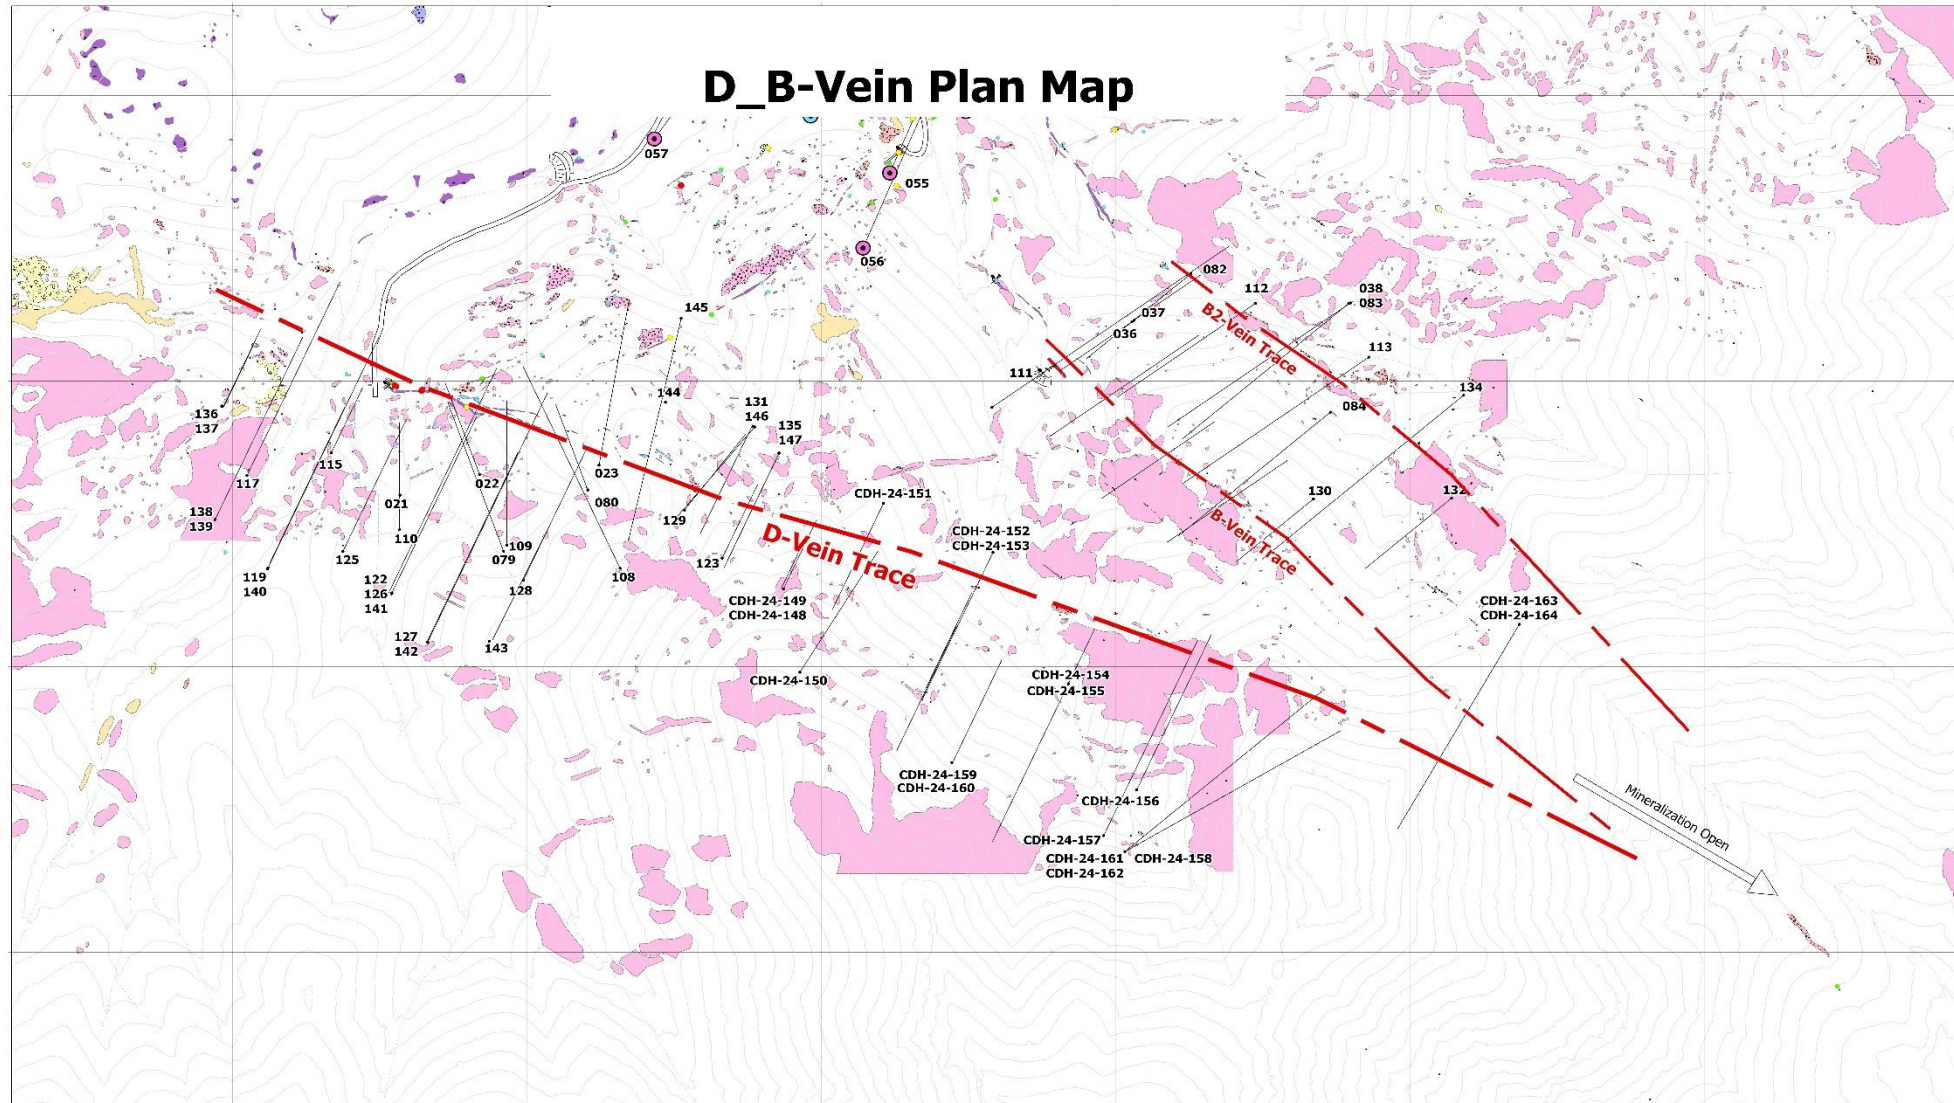 D_B-Vein Plan Map
057
055
056
082
112
038
083
037
036
B2-Vein Trace
145
113
111
134
144
131
146
084
136
137
135
147
115
117
022
023
021
080
138
139
129
CDH-24-151
130
132
110
109
079
125
D-Vein Trace
CDH-24-152
CDH-24-153
B-Vein Trace
123
119
140
122
126
141
128
108
CDH-24-149
CDH-24-148
CDH-24-163
CDH-24-164
127
142
143
CDH-24-150
CDH-24-154
CDH-24-155
CDH-24-159
CDH-24-160
CDH-24-156
Mineralization Open
CDH-24-157
CDH-24-161
CDH-24-158
CDH-24-162